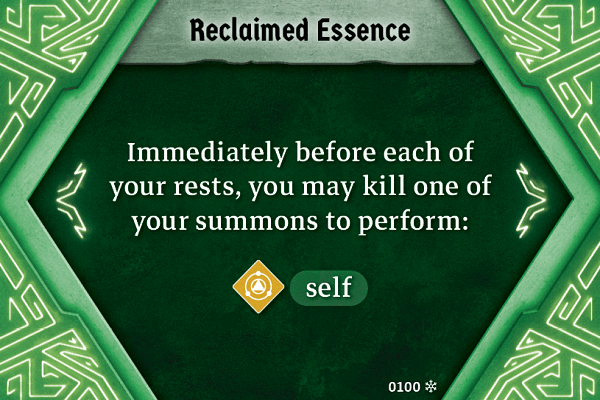 Reclaimed Essence
Immediately before each of
your rests, you may kill one of
your summons to perform:
self
0100